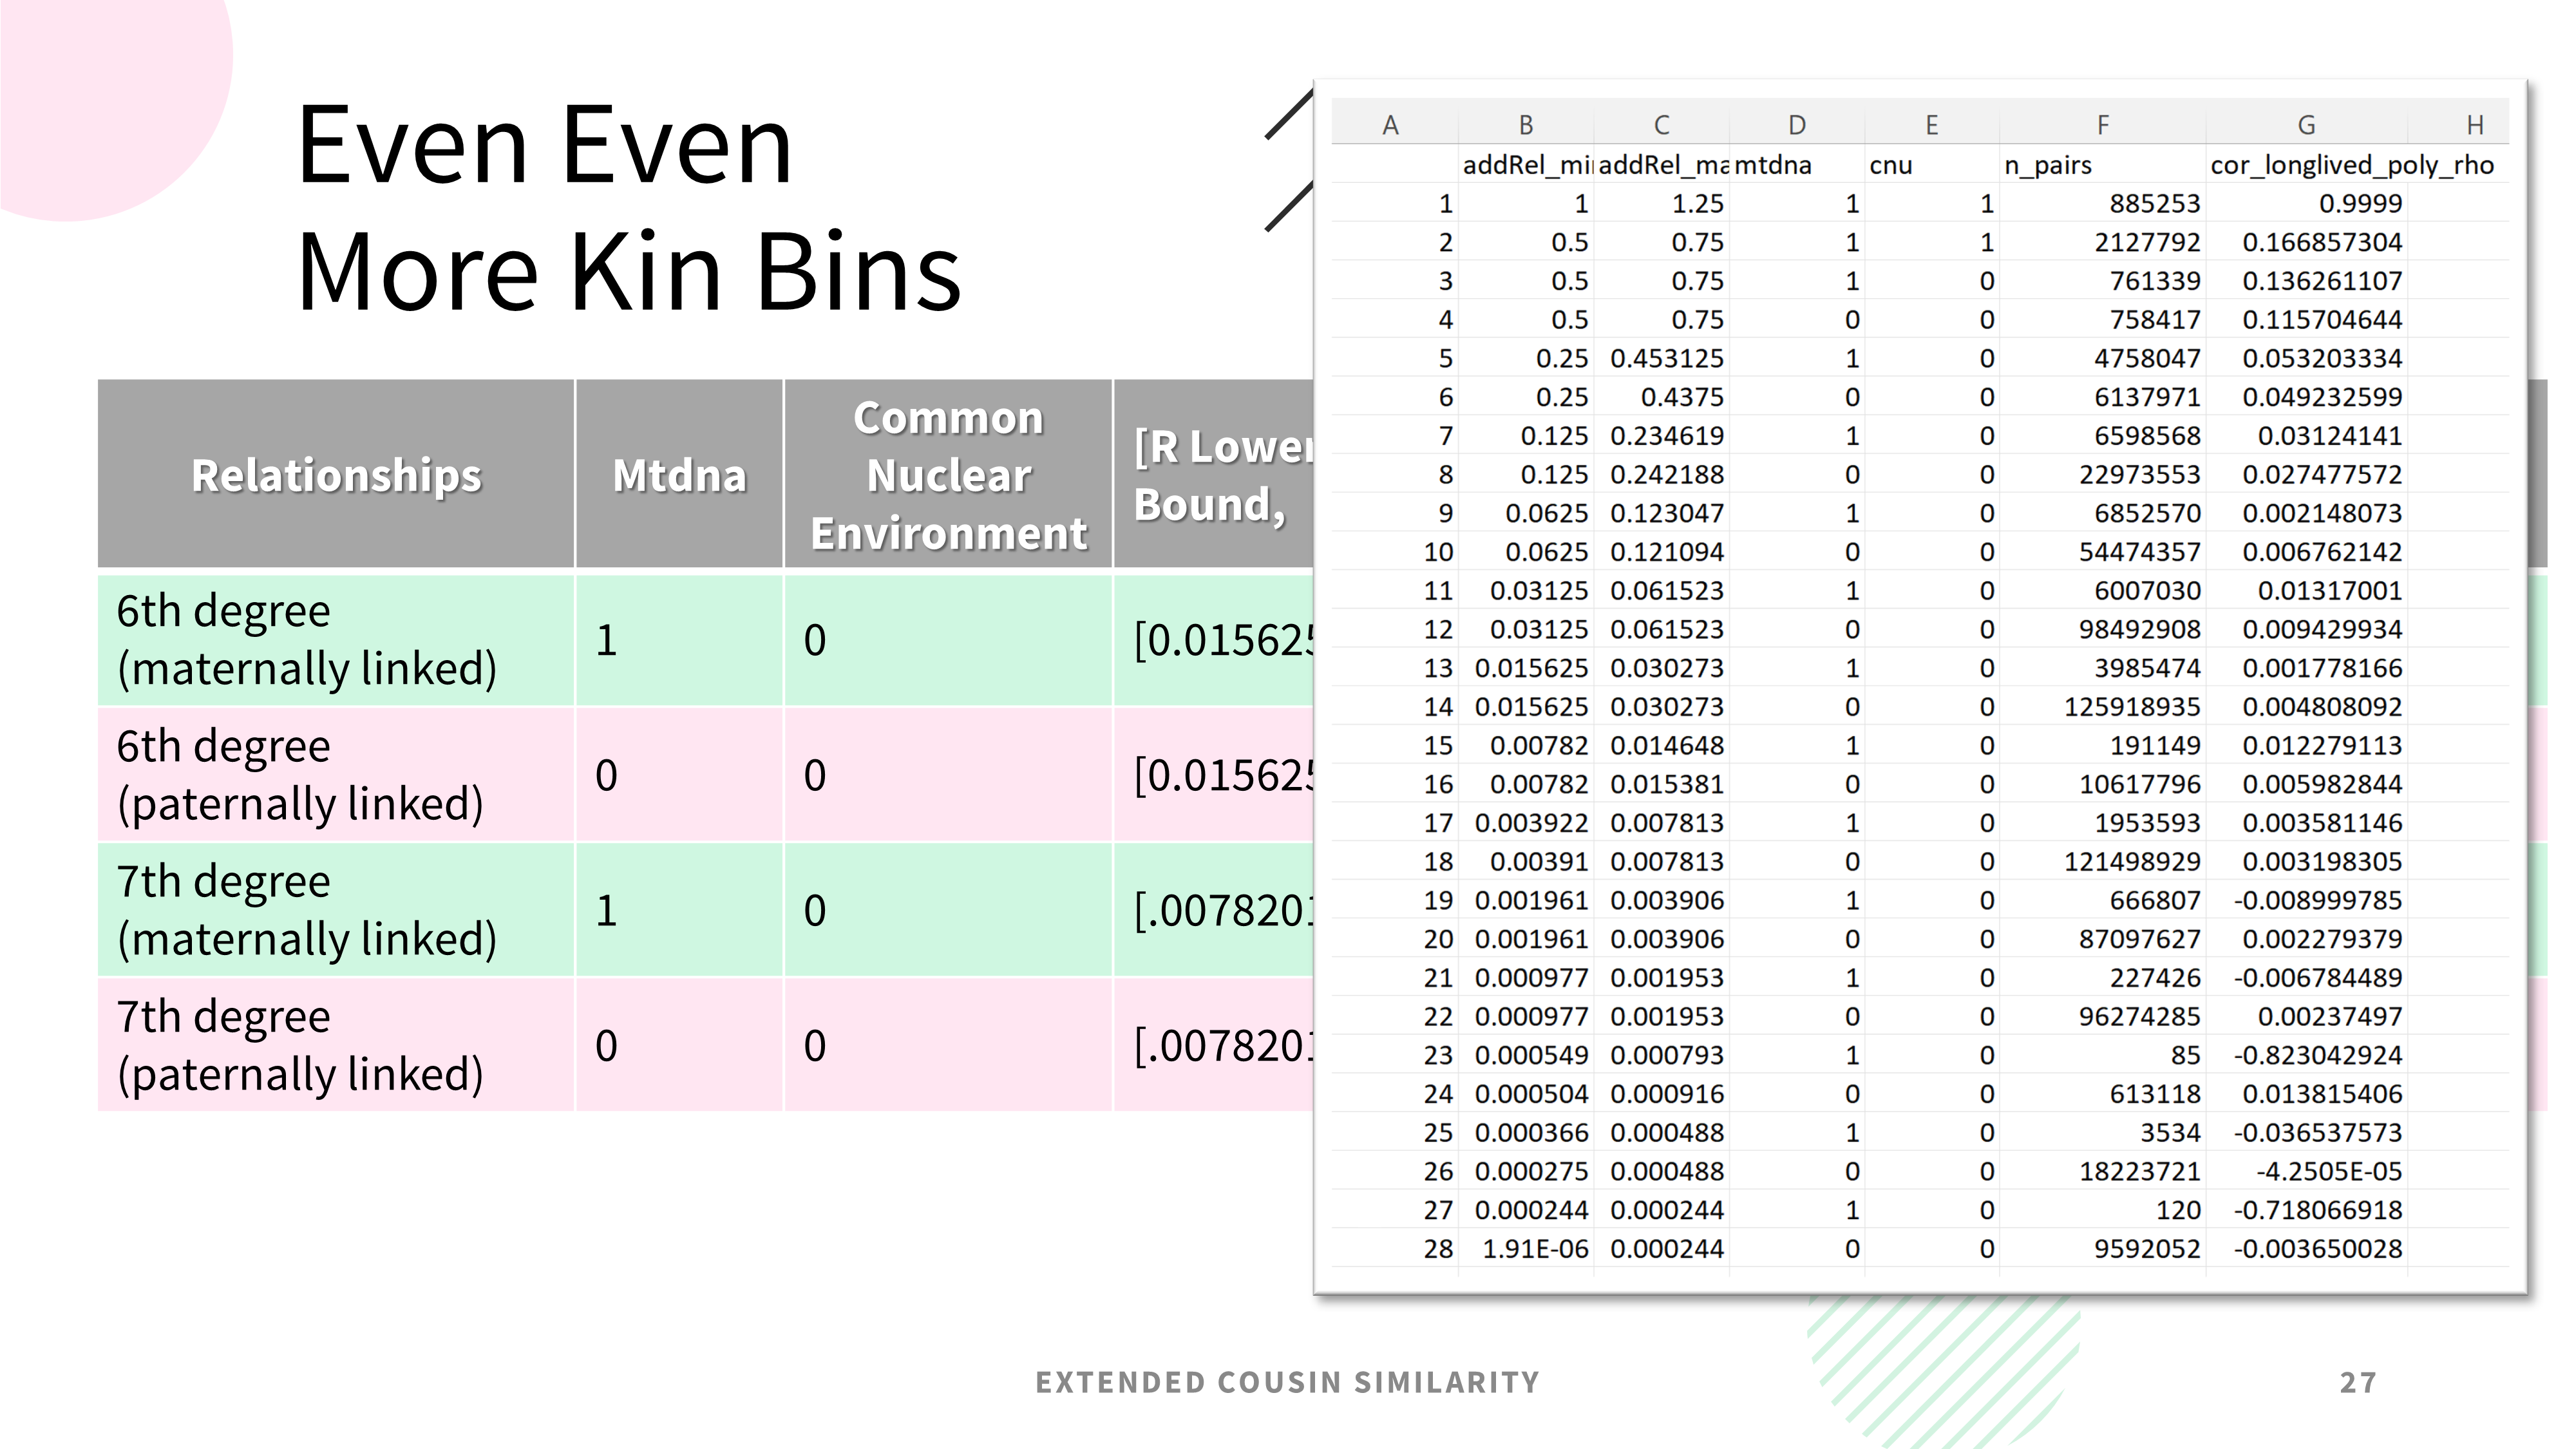 Even Even
More Kin Bins
Relationships Mtdna Common Nuclear Environment [R Lower Bound,
6th degree (maternally linked) 1 0 [0.015625
6th degree (paternally linked) 0 0 [0.015625
7th degree (maternally linked) 1 0 [.0078201
7th degree (paternally linked) 0 0 [.0078201
A B C D E F G H
addRel_mi addRel_ma mtdna cnu n_pairs cor_longlived_poly_rho
1 1 1.25 1 1 885253 0.9999
2 0.5 0.75 1 1 2127792 0.166857304
3 0.5 0.75 1 0 761339 0.136261107
4 0.5 0.75 0 0 758417 0.115704644
5 0.25 0.453125 1 0 4758047 0.053203334
6 0.25 0.4375 0 0 6137971 0.049232599
7 0.125 0.234619 1 0 6598568 0.03124141
8 0.125 0.242188 0 0 22973553 0.027477572
9 0.0625 0.123047 1 0 6852570 0.002148073
10 0.0625 0.121094 0 0 54474357 0.006762142
11 0.03125 0.061523 1 0 6007030 0.01317001
12 0.03125 0.061523 0 0 98492908 0.009429934
13 0.015625 0.030273 1 0 3985474 0.001778166
14 0.015625 0.030273 0 0 125918935 0.004808092
15 0.00782 0.014648 1 0 191149 0.012279113
16 0.00782 0.015381 0 0 10617796 0.005982844
17 0.003922 0.007813 1 0 1953593 0.003581146
18 0.00391 0.007813 0 0 121498929 0.003198305
19 0.001961 0.003906 1 0 666807 -0.008999785
20 0.001961 0.003906 0 0 87097627 0.002279379
21 0.000977 0.001953 1 0 227426 -0.006784489
22 0.000977 0.001953 0 0 96274285 0.00237497
23 0.000549 0.000793 1 0 85 -0.823042924
24 0.000504 0.000916 0 0 613118 0.013815406
25 0.000366 0.000488 1 0 3534 -0.036537573
26 0.000275 0.000488 0 0 18223721 -4.2505E-05
27 0.000244 0.000244 1 0 120 -0.718066918
28 1.91E-06 0.000244 0 0 9592052 -0.003650028
EXTENDED COUSIN SIMILARITY
27